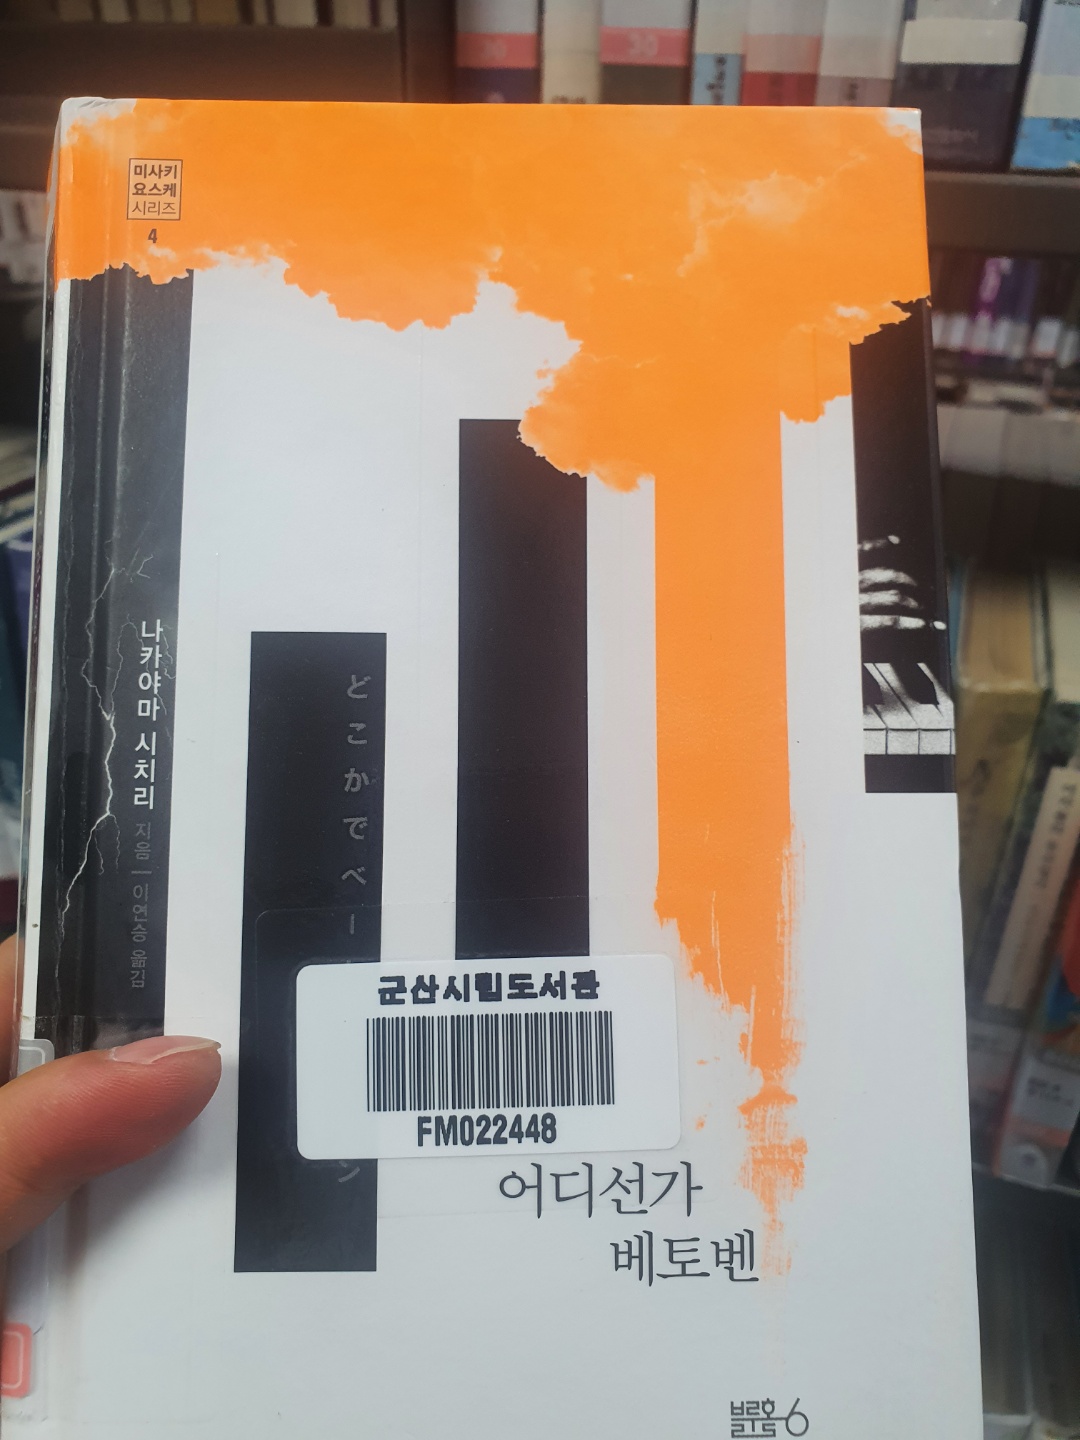 미사키
요스케
시리즈
4
나카야마 시치리 지음 | 이연승 옮김
どこかでベー
ン
군산시립도서관
FM022448
어디선가
베토벤
블루홀6